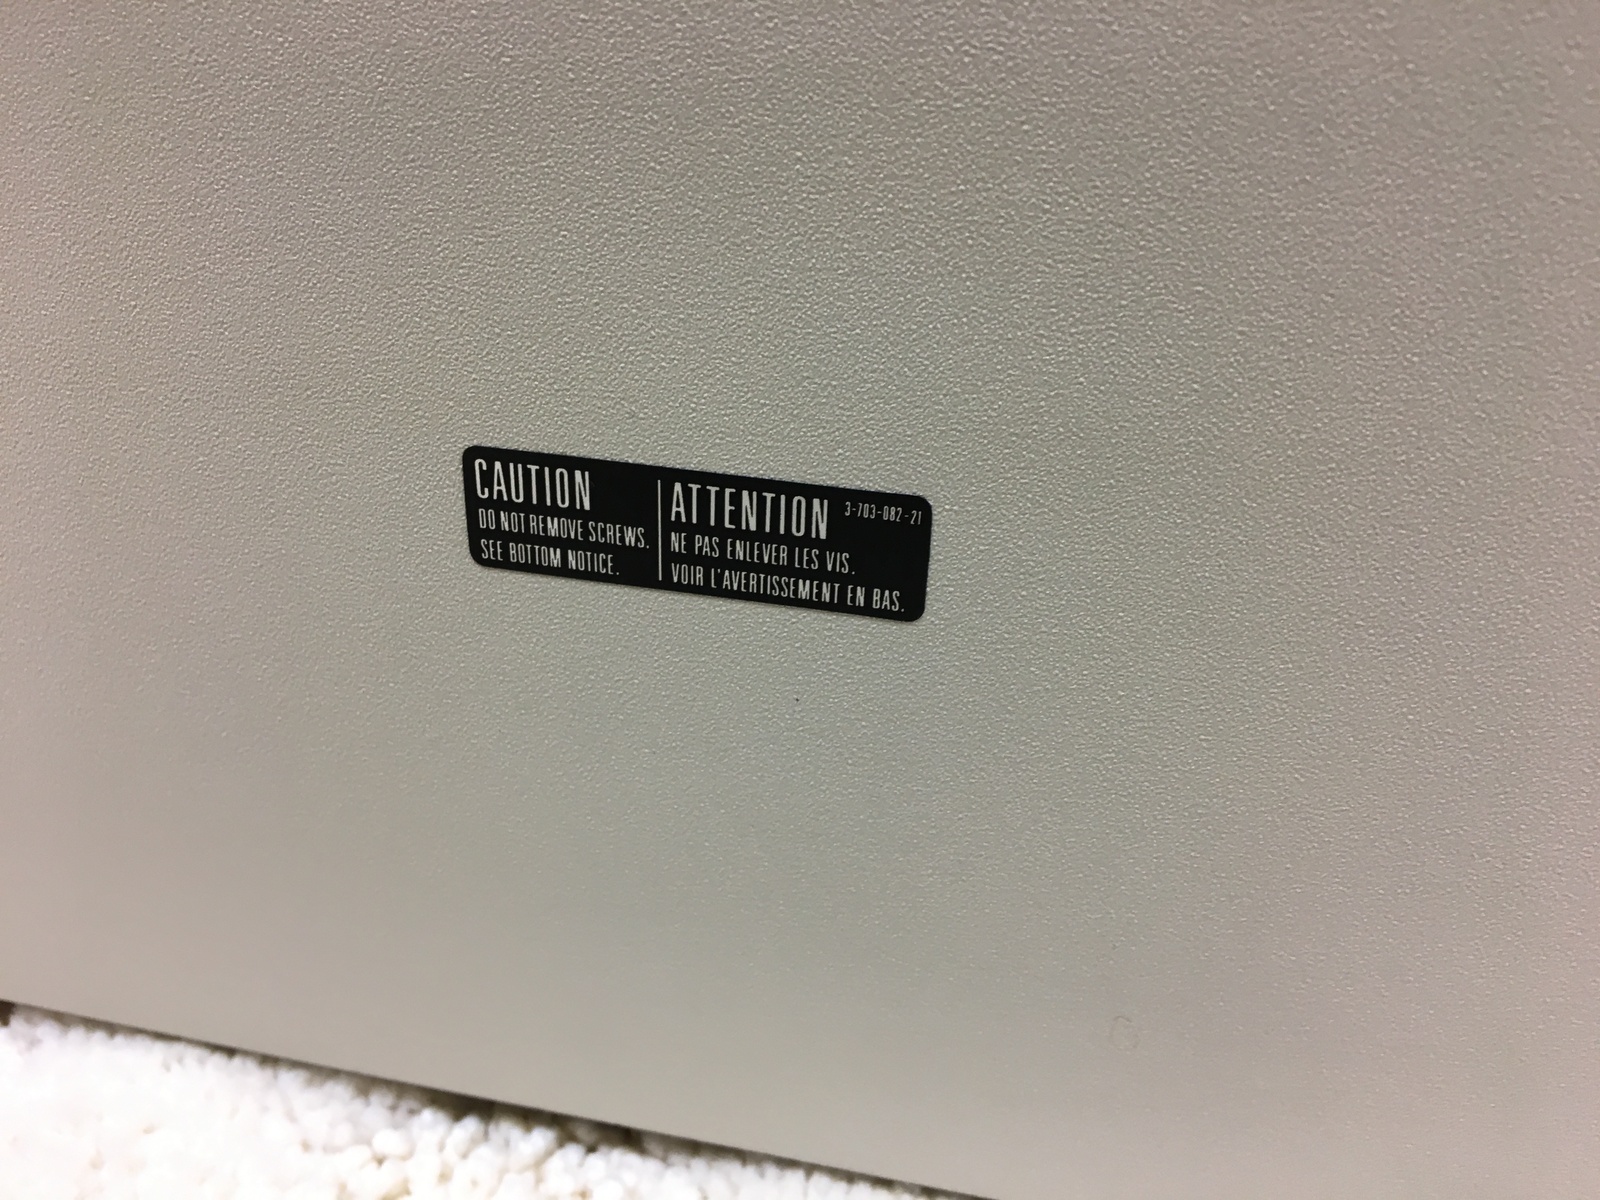 CAUTION
DO NOT REMOVE SCREWS.
SEE BOTTOM NOTICE.
ATTENTION 3-703-082-21
NE PAS ENLEVER LES VIS.
VOIR L'AVERTISSEMENT EN BAS.